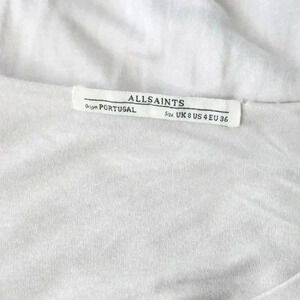 ALLSAINTS
Origin PORTUGAL Size UK 8 US 4 EU 36